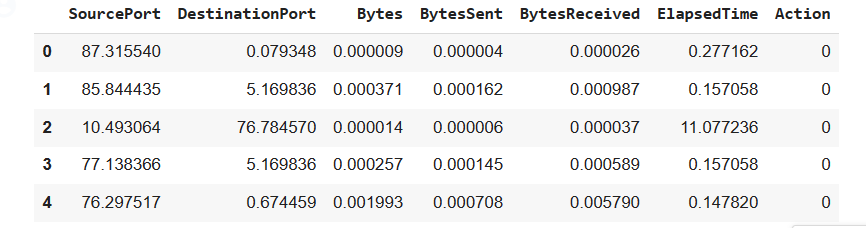 SourcePort DestinationPort Bytes BytesSent BytesReceived ElapsedTime Action
0 87.315540 0.079348 0.000009 0.000004 0.000026 0.277162 0
1 85.844435 5.169836 0.000371 0.000162 0.000987 0.157058 0
2 10.493064 76.784570 0.000014 0.000006 0.000037 11.077236 0
3 77.138366 5.169836 0.000257 0.000145 0.000589 0.157058 0
4 76.297517 0.674459 0.001993 0.000708 0.005790 0.147820 0